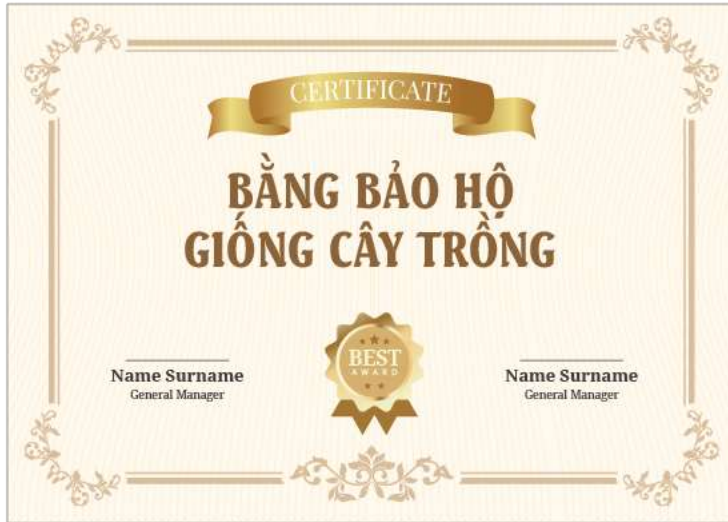 CERTIFICATE
BẰNG BẢO HỘ
GIỐNG CÂY TRỒNG
BEST
AWARD
Name Surname
General Manager
Name Surname
General Manager